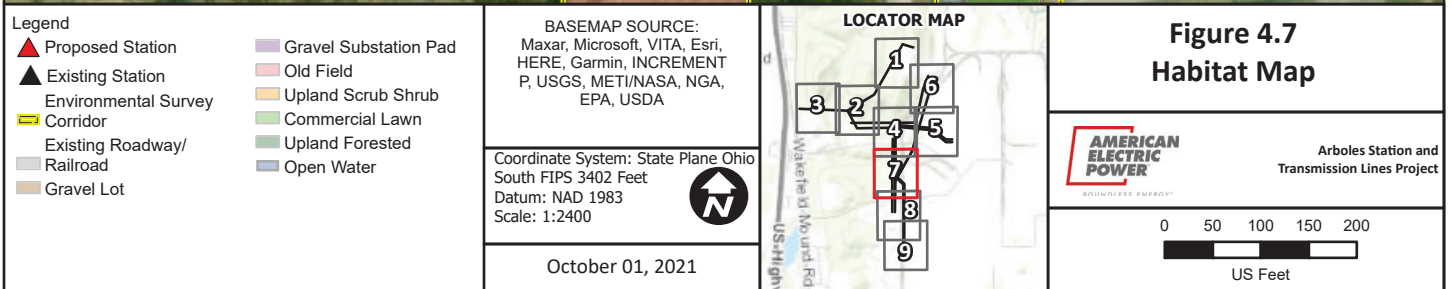 Legend
Proposed Station
Existing Station
Environmental Survey
Corridor
Existing Roadway/
Railroad
Gravel Lot
Gravel Substation Pad
Old Field
Upland Scrub Shrub
Commercial Lawn
Upland Forested
Open Water
BASEMAP SOURCE:
Maxar, Microsoft, VITA, Esri,
HERE, Garmin, INCREMENT
P, USGS, METI/NASA, NGA,
EPA, USDA
Coordinate System: State Plane Ohio
South FIPS 3402 Feet
Datum: NAD 1983
Scale: 1:2400
N
October 01, 2021
LOCATOR MAP
d
1
6
3
2
4
5
7
8
9
Wakefield Mound Rd
US-High
Figure 4.7
Habitat Map
AMERICAN
ELECTRIC
POWER
BOUNDLESS ENERGY
Arboles Station and
Transmission Lines Project
0 50 100 150 200
US Feet